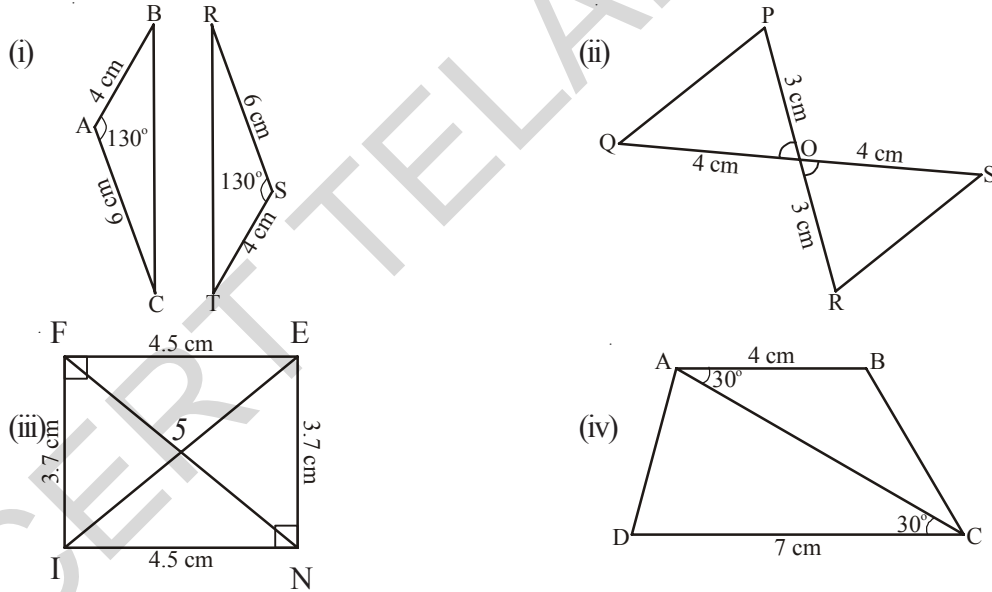 (i)
B
R
4 cm
A
130°
6 cm
C
6 cm
130°
S
4 cm
T
(ii)
P
3 cm
Q
4 cm
O
4 cm
S
3 cm
R
(iii)
F
4.5 cm
E
3.7 cm
5
3.7 cm
I
4.5 cm
N
(iv)
A
4 cm
B
30°
30°
D
7 cm
C
CERT TELA